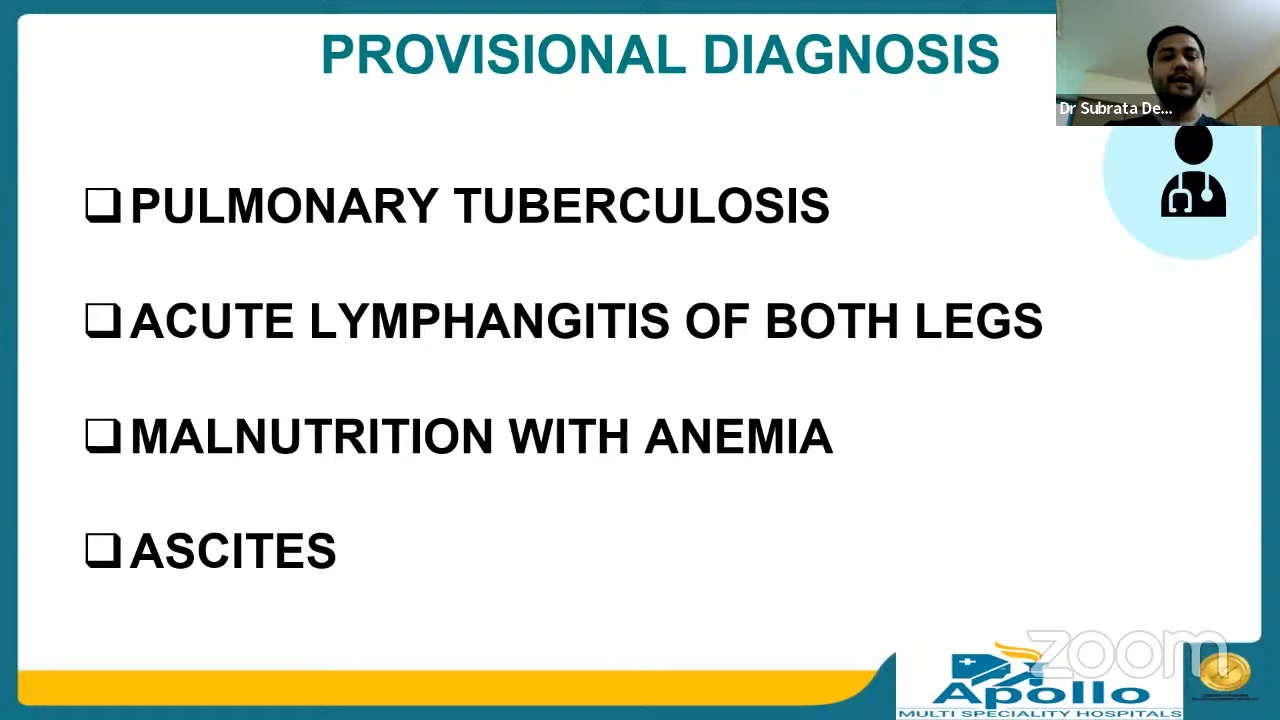 PROVISIONAL DIAGNOSIS
Dr Subrata De...
❑PULMONARY TUBERCULOSIS
❑ACUTE LYMPHANGITIS OF BOTH LEGS
❑MALNUTRITION WITH ANEMIA
❑ASCITES
zoom
Apollo
MULTI SPECIALITY HOSPITALS